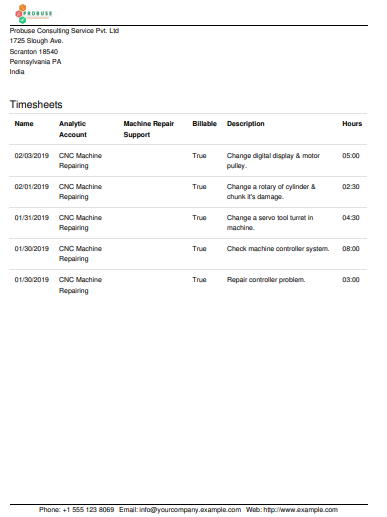 PROBUSE
Probuse Consulting Service Pvt. Ltd
1725 Slough Ave.
Scranton 18540
Pennsylvania PA
India
Timesheets
Name Analytic Account Machine Repair Support Billable Description Hours
02/03/2019 CNC Machine Repairing True Change digital display & motor pulley. 05:00
02/01/2019 CNC Machine Repairing True Change a rotary of cylinder & chunk it's damage. 02:30
01/31/2019 CNC Machine Repairing True Change a servo tool turret in machine. 04:30
01/30/2019 CNC Machine Repairing True Check machine controller system. 08:00
01/30/2019 CNC Machine Repairing True Repair controller problem. 03:00
Phone: +1 555 123 8069 Email: info@yourcompany.example.com Web: http://www.example.com